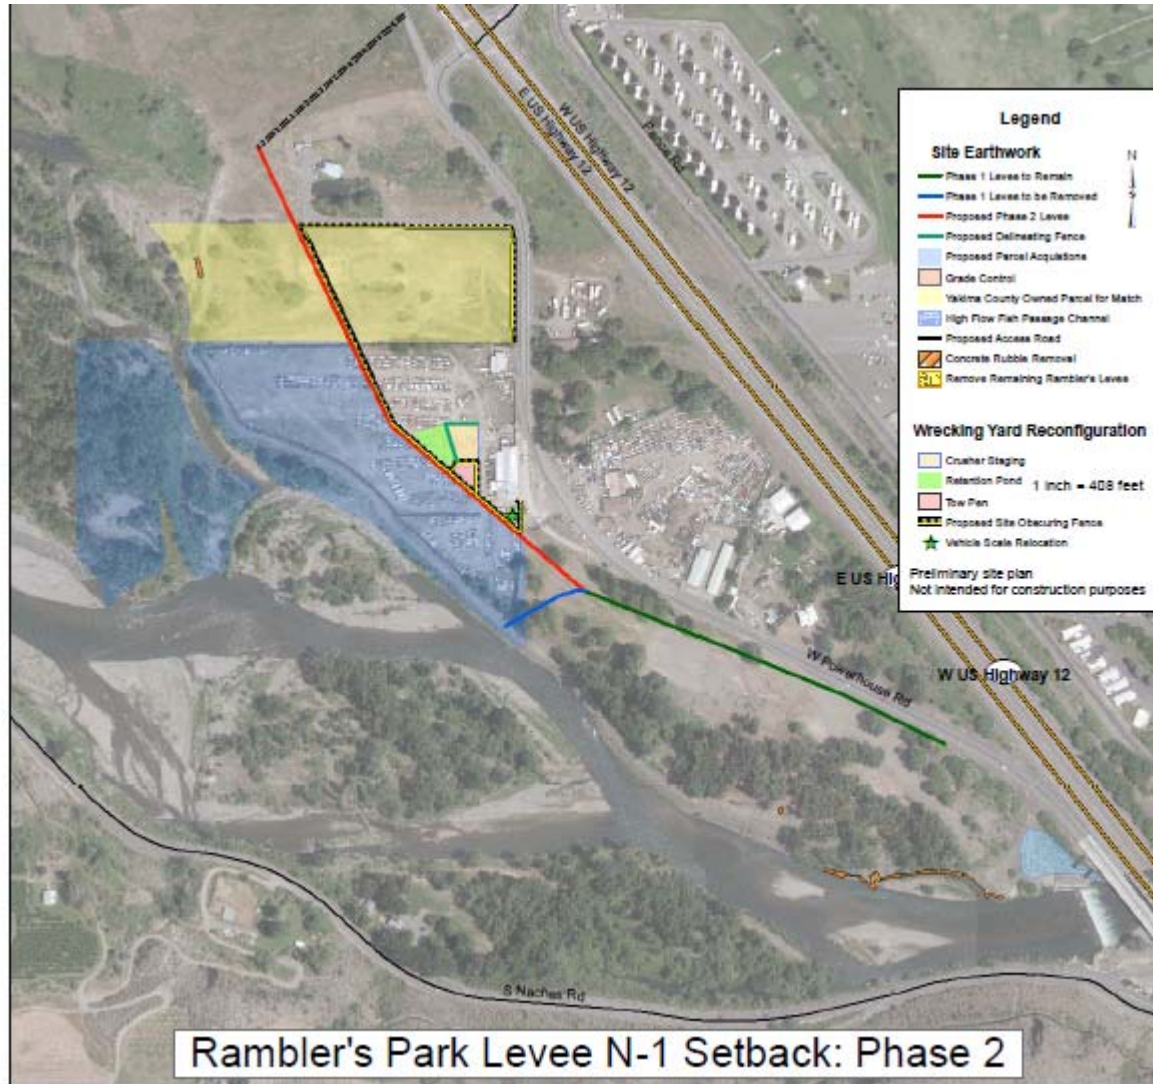 E US Highway 12
W US Highway 12
Legend
Site Earthwork
N
Phase 1 Levee to Remain
Phase 1 Levee to be Removed
Proposed Phase 2 Levee
Proposed Delineating Fence
Proposed Parcel Acquisitions
Grade Control
Yakima County Owned Parcel for Match
High Flow Fish Passage Channel
Proposed Access Road
Concrete Rubble Removal
Remove Remaining Rambler's Levee
Wrecking Yard Reconfiguration
Crusher Staging
Retention Pond
1 inch = 408 feet
Tow Pen
Proposed Site Obscuring Fence
Vehicle Scale Relocation
Preliminary site plan
Not intended for construction purposes
E US Hig
W US Highway 12
W Powerhouse Rd
S Naches Rd
Rambler's Park Levee N-1 Setback: Phase 2